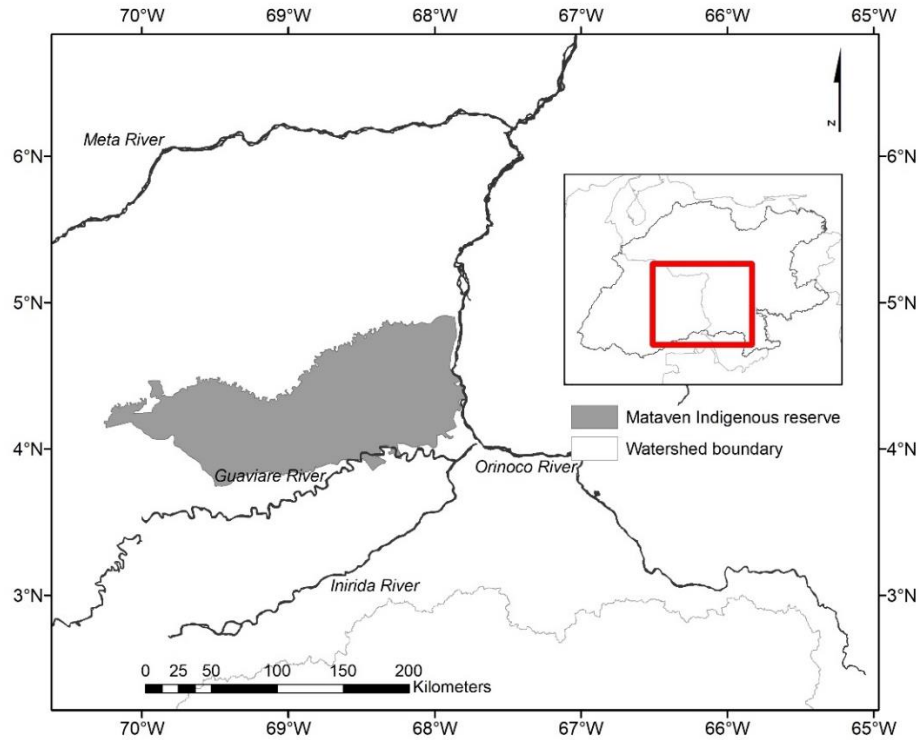 70°W 69°W 68°W 67°W 66°W 65°W
Meta River
z
6°N 6°N
5°N 5°N
Mataven Indigenous reserve
4°N 4°N
Watershed boundary
Guaviare River
Orinoco River
3°N 3°N
Inirida River
0 25 50 100 150 200
Kilometers
70°W 69°W 68°W 67°W 66°W 65°W